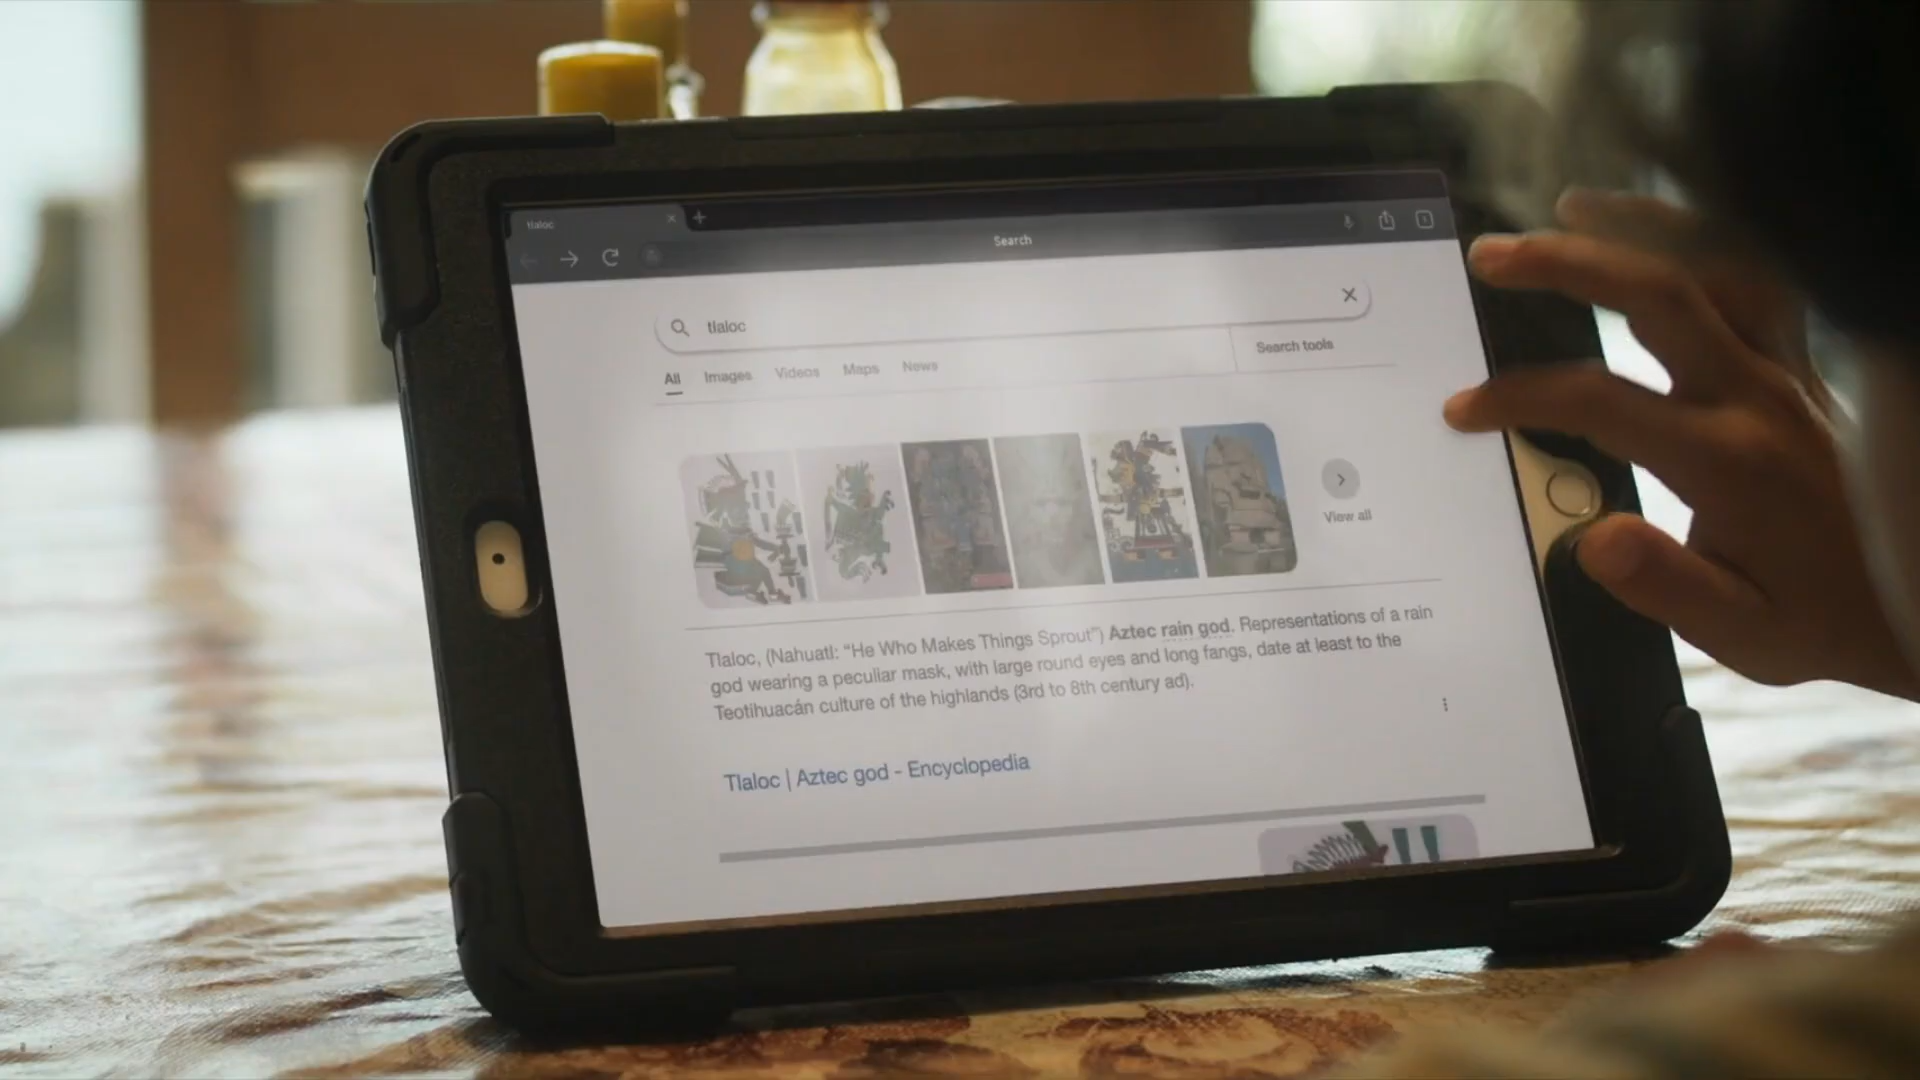 tlaloc
Search
tlaloc
All Images Videos Maps News Search tools
View all
Tlaloc, (Nahuatl: “He Who Makes Things Sprout”) Aztec rain god. Representations of a rain
god wearing a peculiar mask, with large round eyes and long fangs, date at least to the
Teotihuacán culture of the highlands (3rd to 8th century ad).
Tlaloc | Aztec god - Encyclopedia